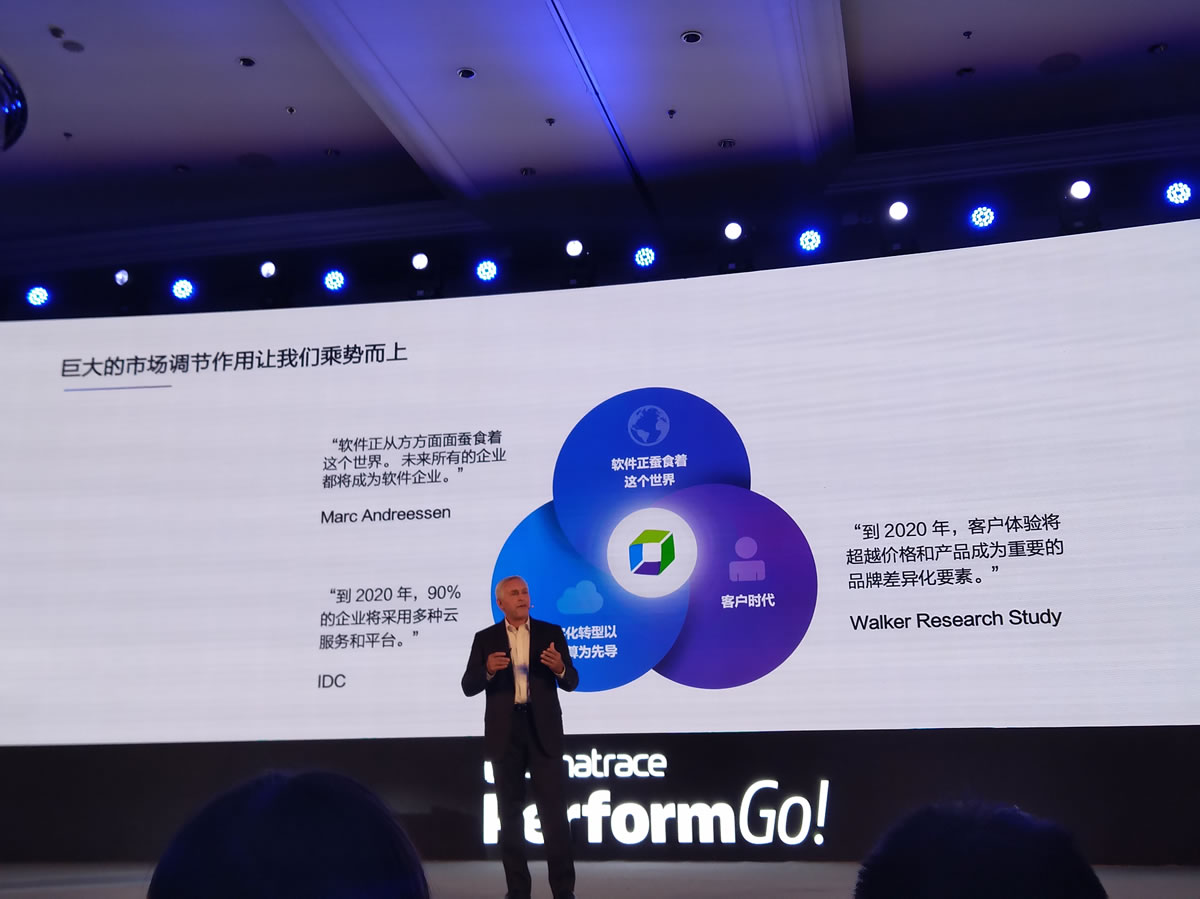 巨大的市场调节作用让我们乘势而上
“软件正从方方面面蚕食着
这个世界。未来所有的企业
都将成为软件企业。”
Marc Andreessen
“到 2020 年，90%
的企业将采用多种云
服务和平台。”
IDC
软件正蚕食着
这个世界
客户时代
化转型以
算为先导
“到 2020 年，客户体验将
超越价格和产品成为重要的
品牌差异化要素。”
Walker Research Study
natrace
PerformGo!